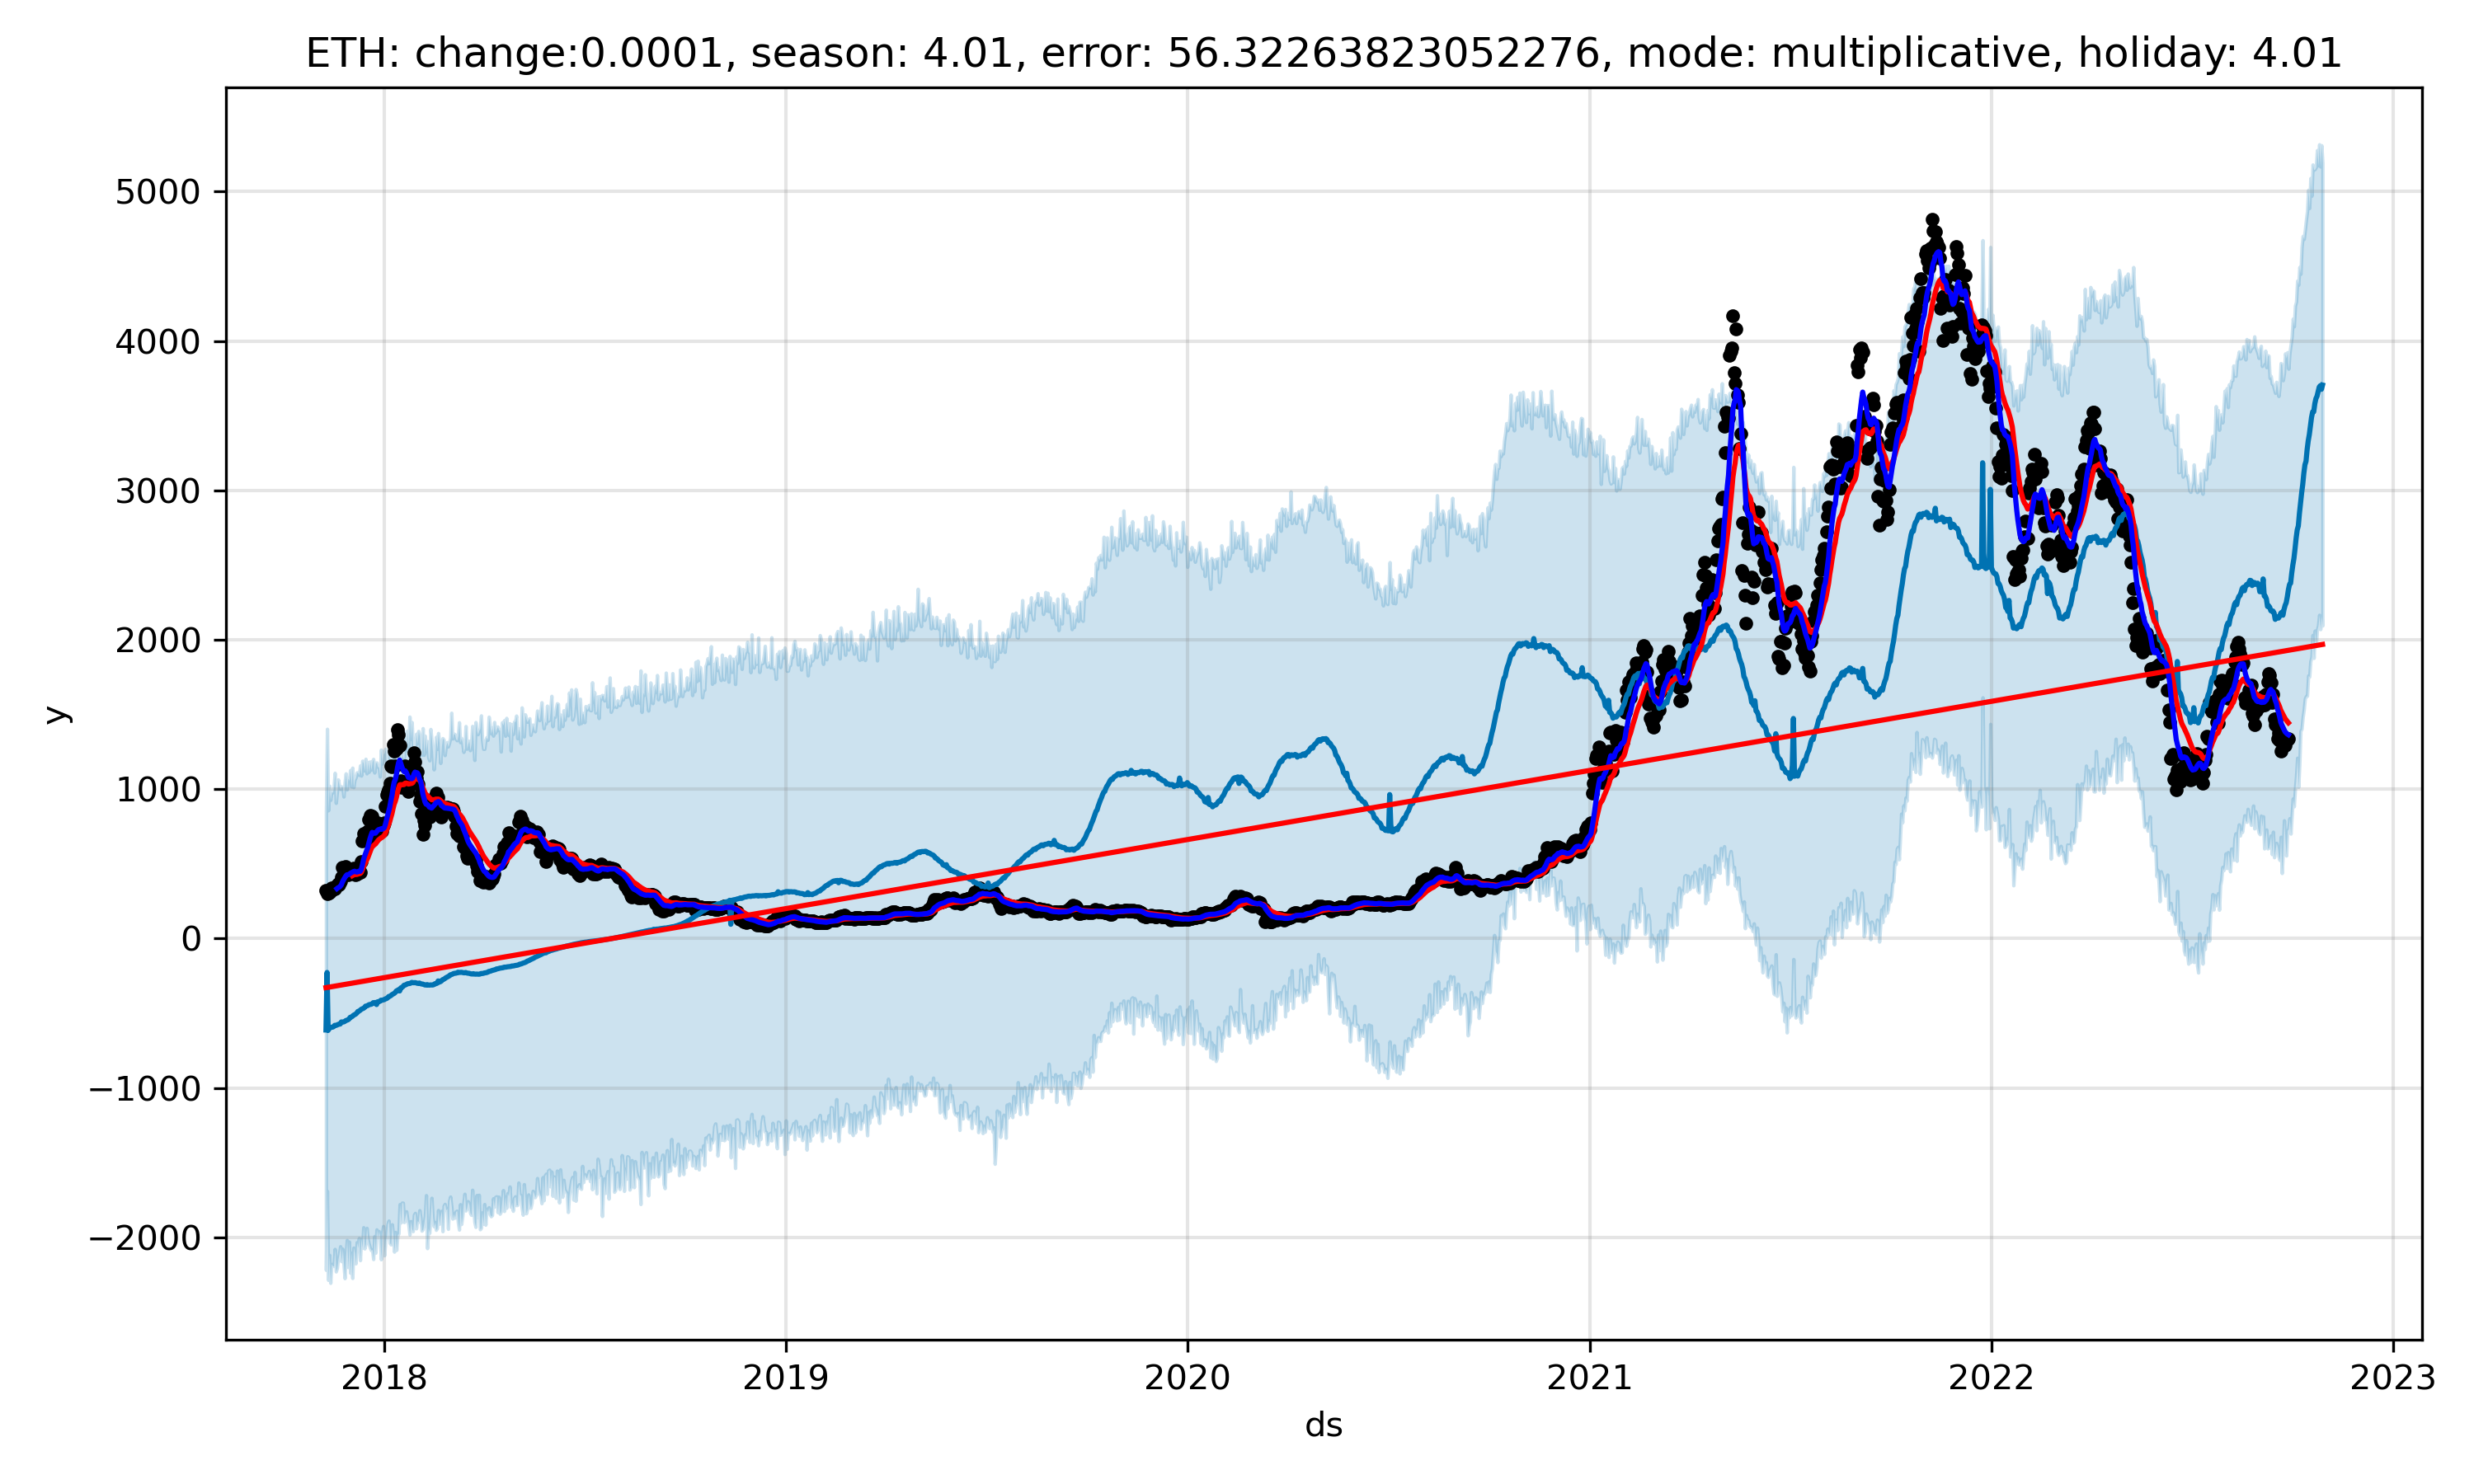 ETH: change:0.0001, season: 4.01, error: 56.32263823052276, mode: multiplicative, holiday: 4.01
y
5000
4000
3000
2000
1000
0
−1000
−2000
2018 2019 2020 2021 2022 2023
ds